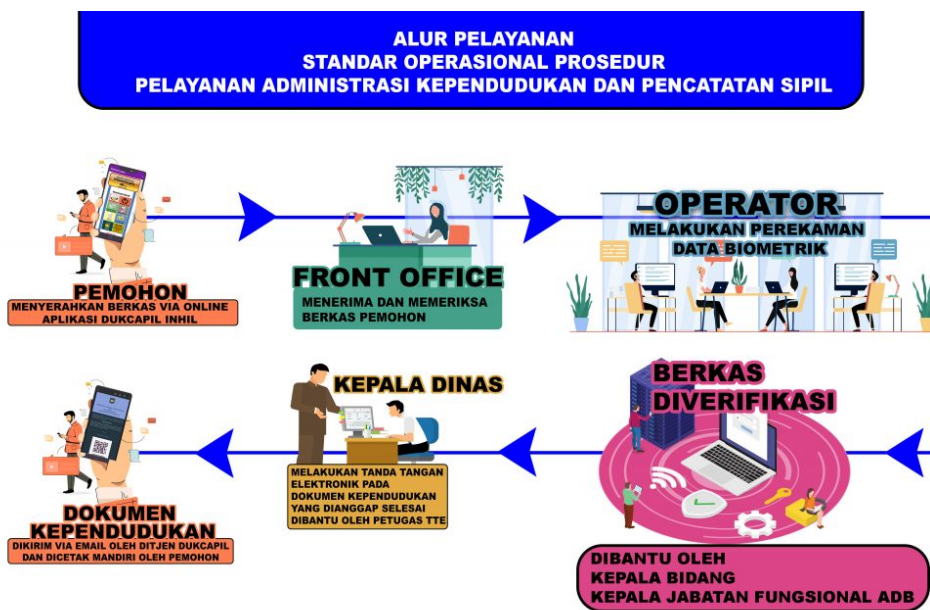 ALUR PELAYANAN
STANDAR OPERASIONAL PROSEDUR
PELAYANAN ADMINISTRASI KEPENDUDUKAN DAN PENCATATAN SIPIL
PEMOHON
MENYERAHKAN BERKAS VIA ONLINE
APLIKASI DUKCAPIL INHIL
FRONT OFFICE
MENERIMA DAN MEMERIKSA
BERKAS PEMOHON
OPERATOR
MELAKUKAN PEREKAMAN
DATA BIOMETRIK
BERKAS
DIVERIFIKASI
DIBANTU OLEH
KEPALA BIDANG
KEPALA JABATAN FUNGSIONAL ADB
KEPALA DINAS
MELAKUKAN TANDA TANGAN
ELEKTRONIK PADA
DOKUMEN KEPENDUDUKAN
YANG DIANGGAP SELESAI
DIBANTU OLEH PETUGAS TTE
DOKUMEN
KEPENDUDUKAN
DIKIRIM VIA EMAIL OLEH DITJEN DUKCAPIL
DAN DICETAK MANDIRI OLEH PEMOHON